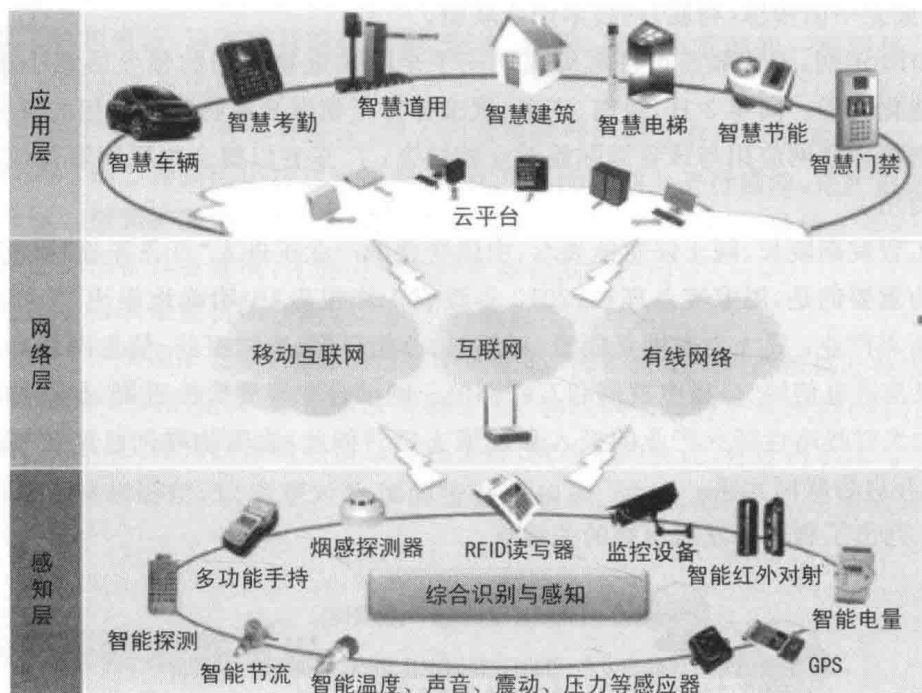 应用层
智慧车辆
智慧考勤
智慧道用
智慧建筑
智慧电梯
智慧节能
智慧门禁
云平台
网络层
移动互联网
互联网
有线网络
感知层
多功能手持
烟感探测器
RFID读写器
监控设备
智能红外对射
智能电量
综合识别与感知
智能探测
智能节流
智能温度、声音、震动、压力等感应器
GPS